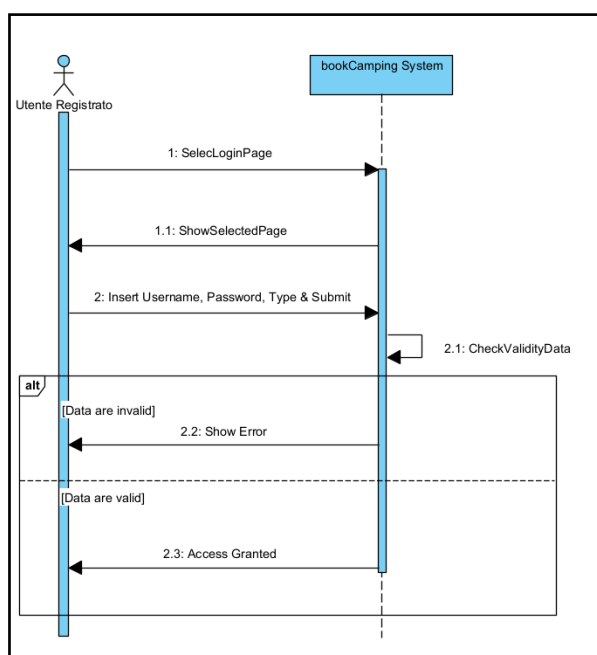 bookCamping System
Utente Registrato
1: SelecLoginPage
1.1: ShowSelectedPage
2: Insert Username, Password, Type & Submit
2.1: CheckValidityData
alt
[Data are invalid]
2.2: Show Error
[Data are valid]
2.3: Access Granted